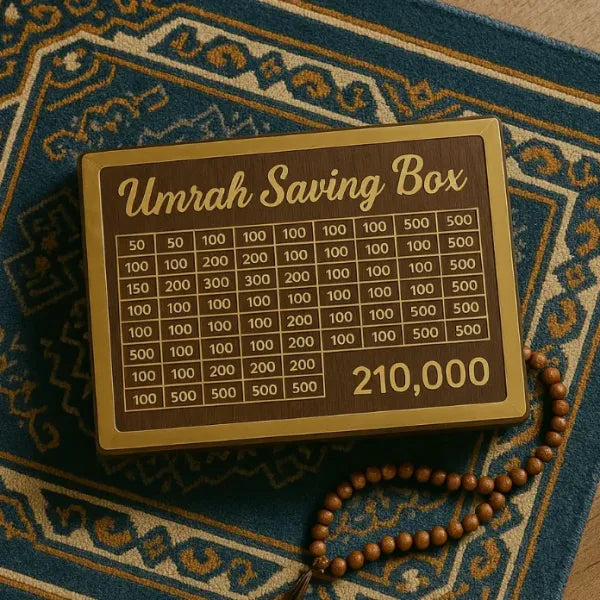 Umrah Saving Box
50 50 100 100 100 100 100 500 500
100 100 200 200 100 100 100 100 500
150 200 300 300 200 100 100 100 500
100 100 100 100 100 100 100 100 500
100 100 100 100 200 100 100 500 500
500 100 100 100 200 100 100 500 500
100 100 200 200 200
100 500 500 500 500
210,000